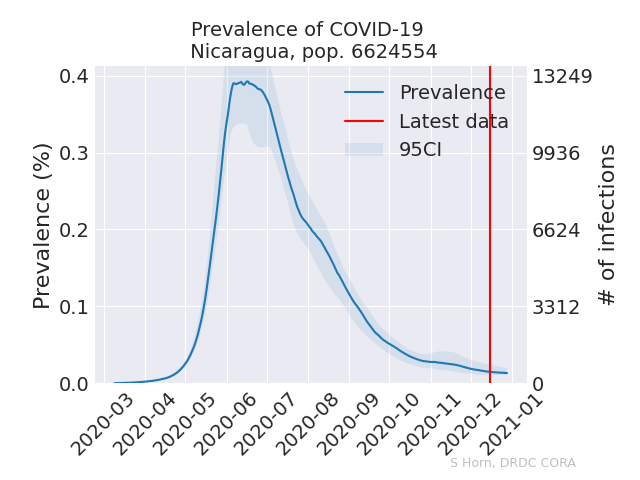 Prevalence of COVID-19
Nicaragua, pop. 6624554
0.4
0.3
0.2
0.1
0.0
Prevalence (%)
13249
9936
6624
3312
0
# of infections
Prevalence
Latest data
95CI
2020-03
2020-04
2020-05
2020-06
2020-07
2020-08
2020-09
2020-10
2020-11
2020-12
2021-01
S Horn, DRDC CORA